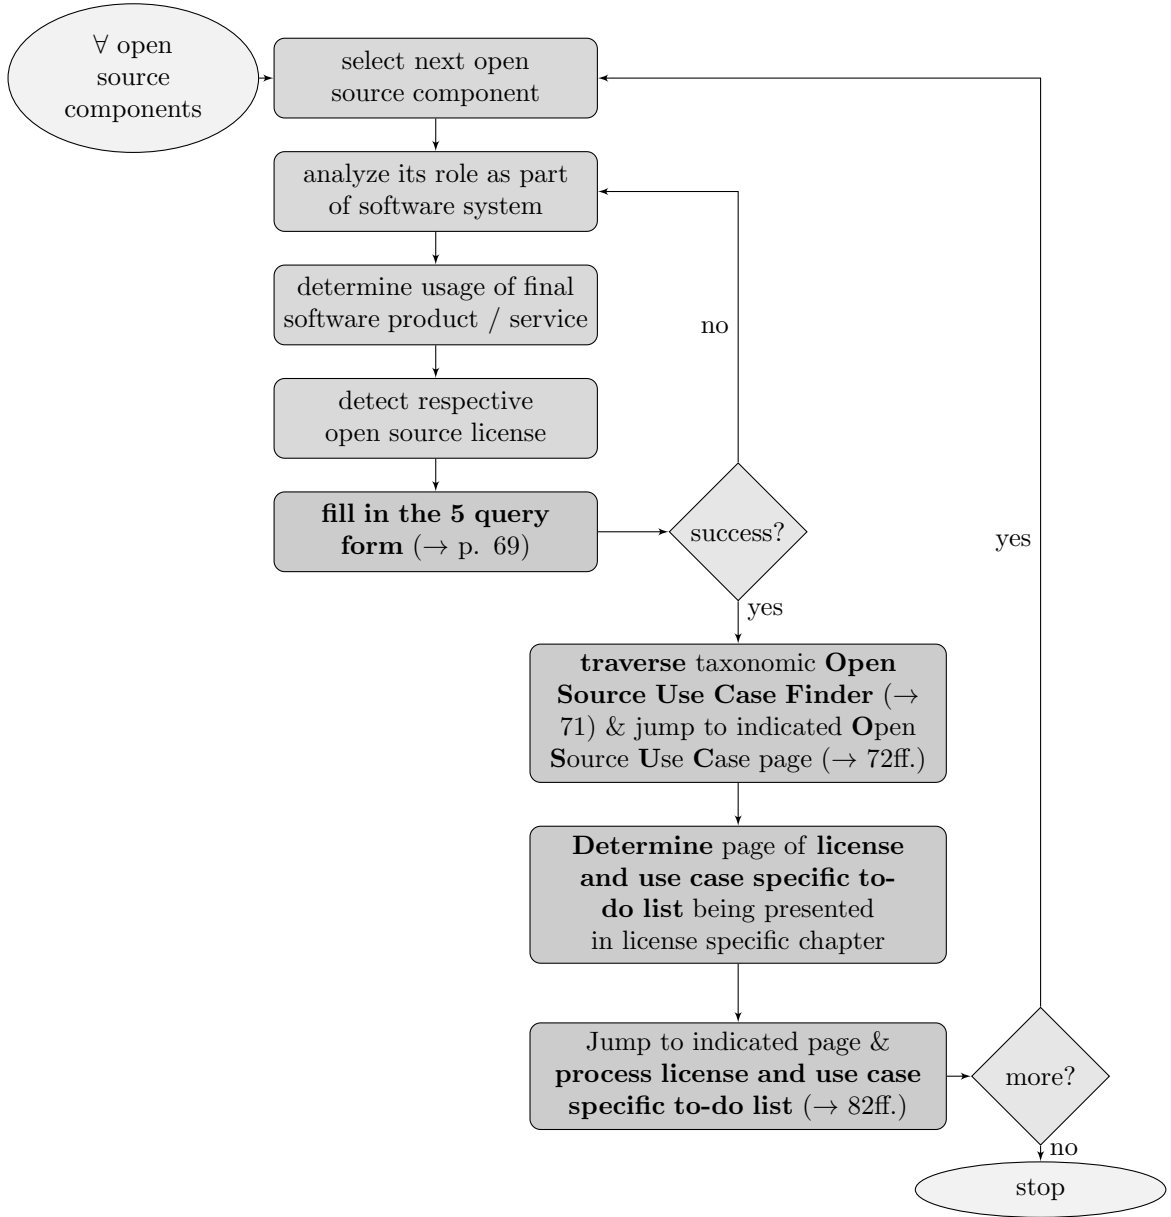 ∀ open
source
components
select next open
source component
analyze its role as part
of software system
determine usage of final
software product / service
no
detect respective
open source license
fill in the 5 query
form (→ p. 69)
success?
yes
yes
traverse taxonomic Open
Source Use Case Finder (→
71) & jump to indicated Open
Source Use Case page (→ 72ff.)
Determine page of license
and use case specific to-
do list being presented
in license specific chapter
Jump to indicated page &
process license and use case
specific to-do list (→ 82ff.)
more?
no
stop